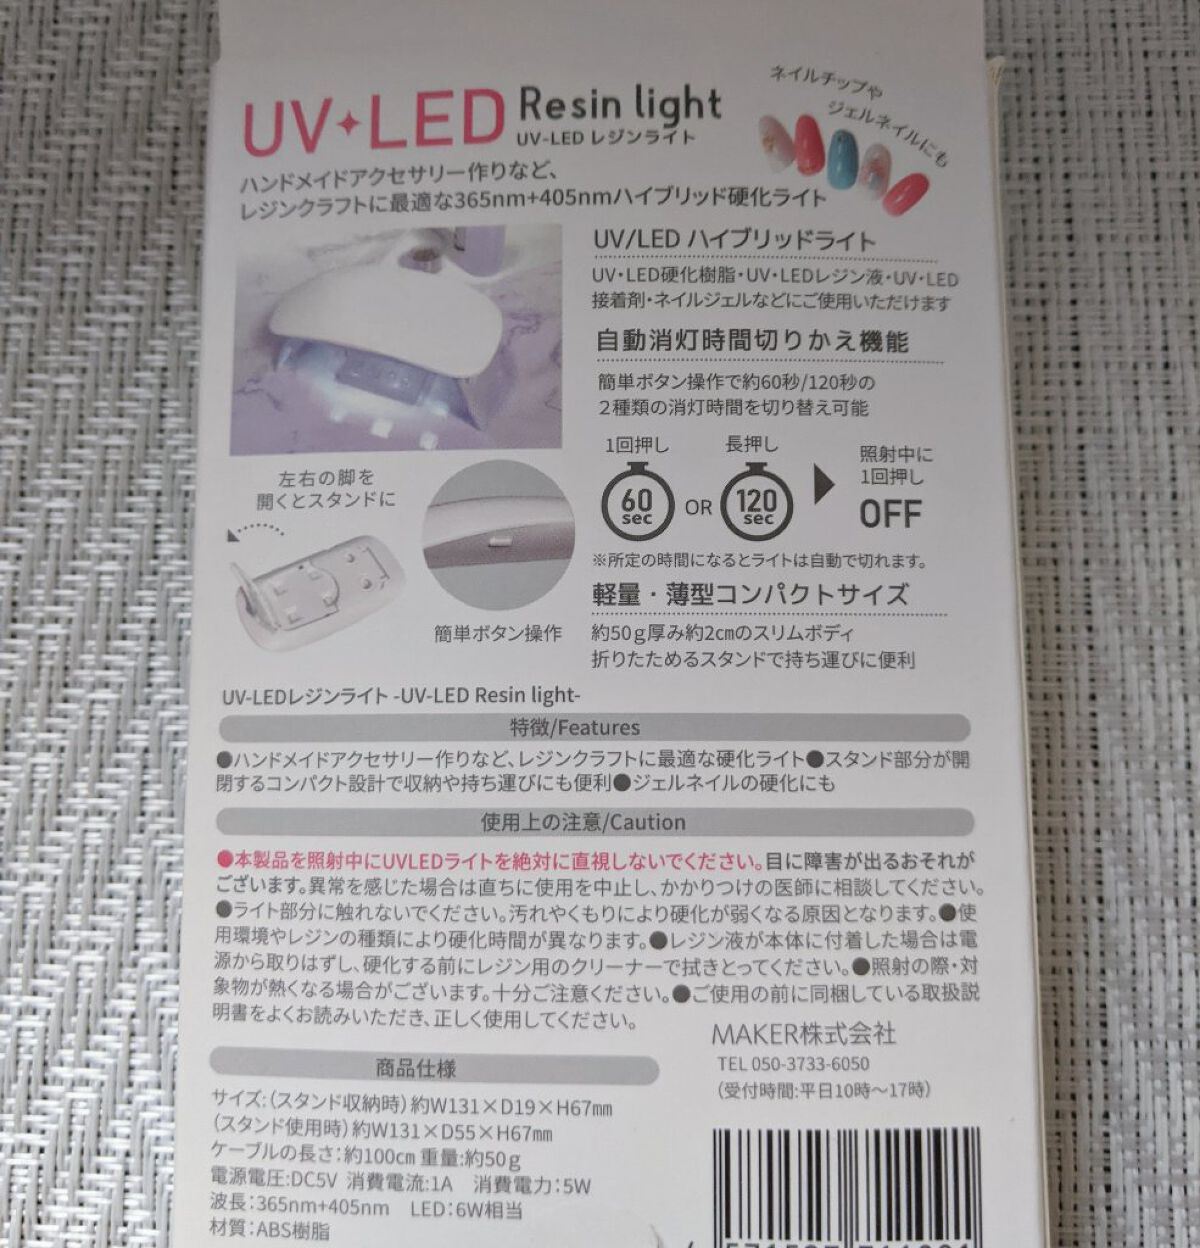 UV✦LED Resin light
UV-LED レジンライト
ネイルチップや
ジェルネイルにも
ハンドメイドアクセサリー作りなど、
レジンクラフトに最適な365nm+405nmハイブリッド硬化ライト
UV/LED ハイブリッドライト
UV・LED硬化樹脂・UV・LEDレジン液・UV・LED
接着剤・ネイルジェルなどにご使用いただけます
自動消灯時間切りかえ機能
簡単ボタン操作で約60秒/120秒の
2種類の消灯時間を切り替え可能
1回押し
60 sec
OR
長押し
120 sec
照射中に
1回押し
OFF
※所定の時間になるとライトは自動で切れます。
左右の脚を
開くとスタンドに
簡単ボタン操作
軽量・薄型コンパクトサイズ
約50g厚み約2cmのスリムボディ
折りたためるスタンドで持ち運びに便利
UV-LEDレジンライト -UV-LED Resin light-
特徴/Features
●ハンドメイドアクセサリー作りなど、レジンクラフトに最適な硬化ライト●スタンド部分が開
閉するコンパクト設計で収納や持ち運びにも便利●ジェルネイルの硬化にも
使用上の注意/Caution
●本製品を照射中にUVLEDライトを絶対に直視しないでください。目に障害が出るおそれが
ございます。異常を感じた場合は直ちに使用を中止し、かかりつけの医師に相談してください。
●ライト部分に触れないでください。汚れやくもりにより硬化が弱くなる原因となります。●使
用環境やレジンの種類により硬化時間が異なります。●レジン液が本体に付着した場合は電
源から取りはずし、硬化する前にレジン用のクリーナーで拭きとってください。●照射の際・対
象物が熱くなる場合がございます。十分ご注意ください。●ご使用の前に同梱している取扱説
明書をよくお読みいただき、正しく使用してください。
商品仕様
サイズ:(スタンド収納時)約W131×D19×H67mm
(スタンド使用時)約W131×D55×H67mm
ケーブルの長さ:約100cm 重量:約50g
電源電圧:DC5V 消費電流:1A 消費電力:5W
波長:365nm+405nm LED:6W相当
材質:ABS樹脂
MAKER株式会社
TEL 050-3733-6050
(受付時間:平日10時〜17時)